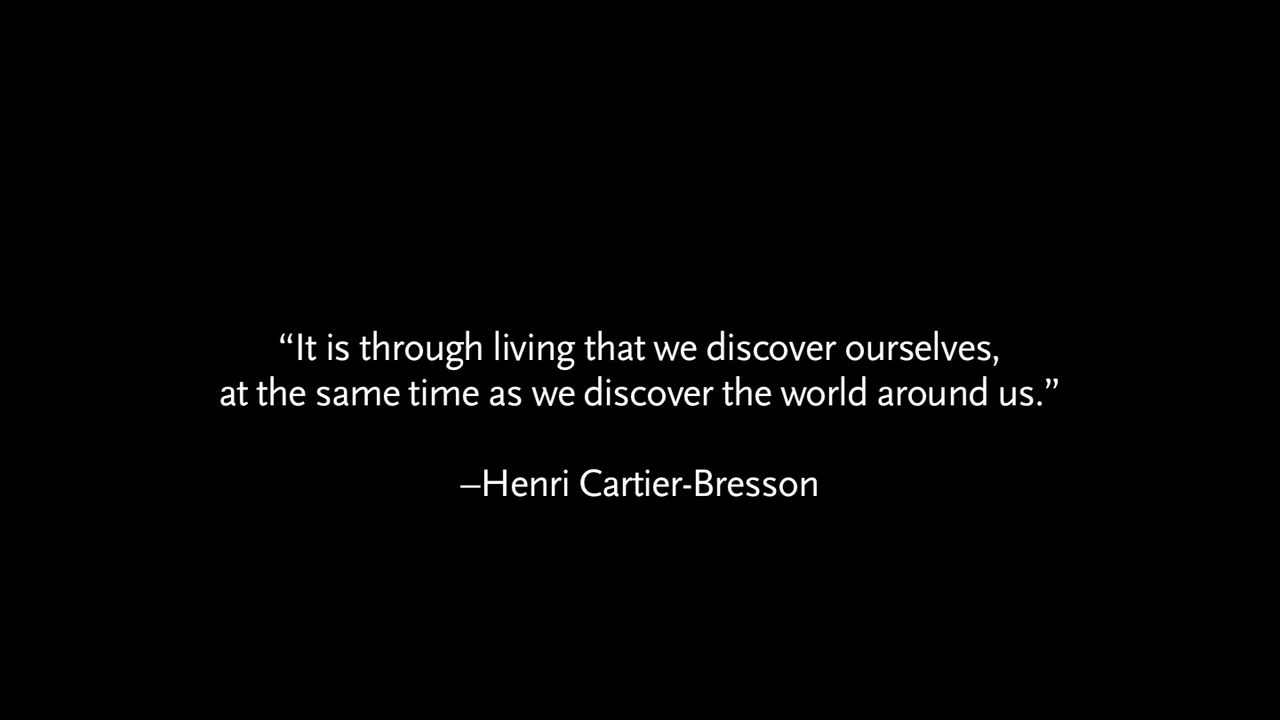 “It is through living that we discover ourselves,
at the same time as we discover the world around us.”
–Henri Cartier-Bresson